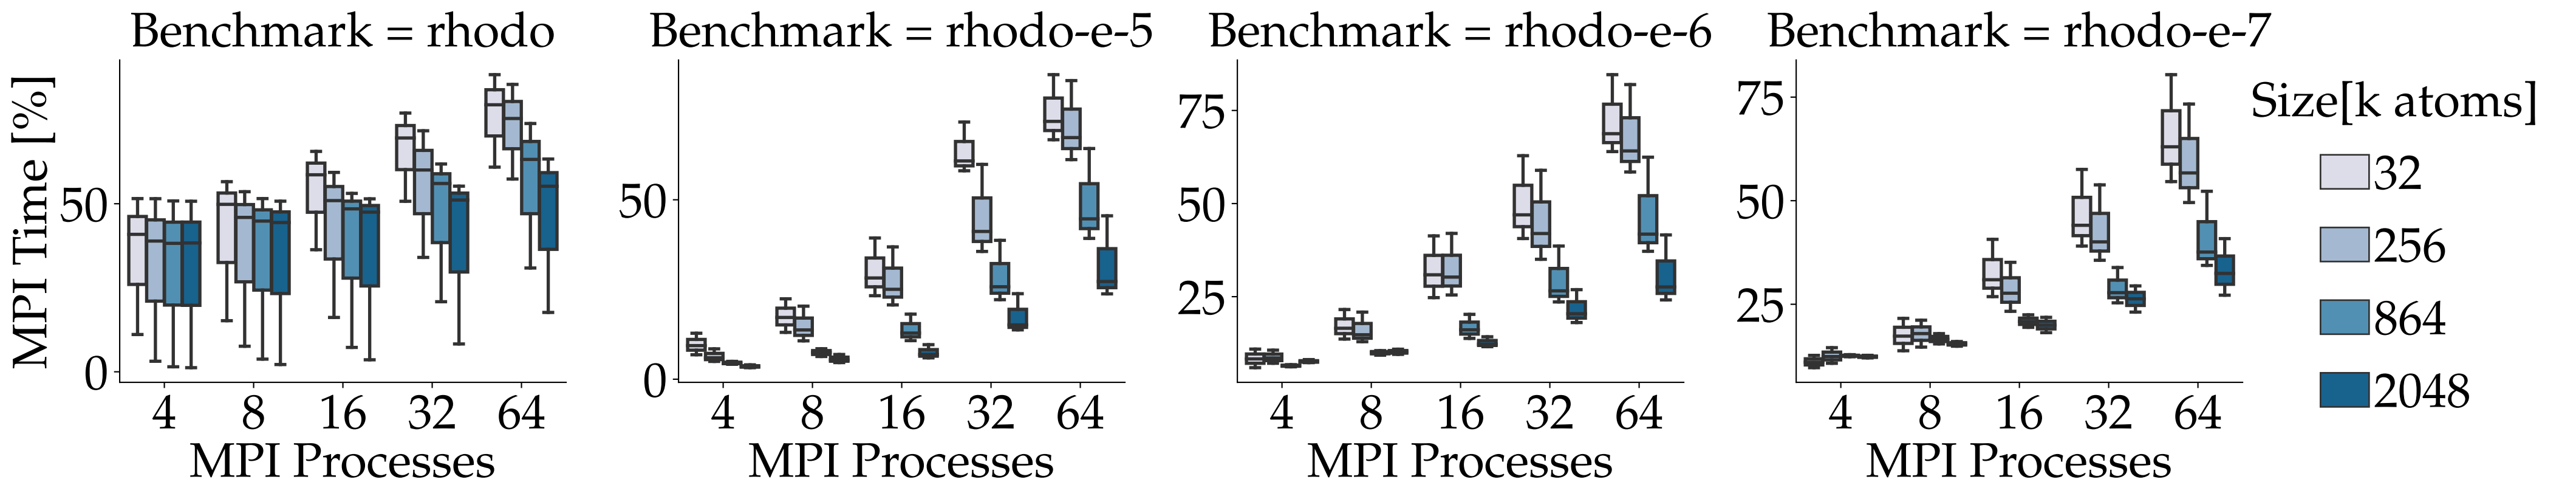 Benchmark = rhodo
Benchmark = rhodo-e-5
Benchmark = rhodo-e-6
Benchmark = rhodo-e-7
MPI Time [%]
50
0
4 8 16 32 64
MPI Processes
50
0
4 8 16 32 64
MPI Processes
75
50
25
4 8 16 32 64
MPI Processes
75
50
25
4 8 16 32 64
MPI Processes
Size[k atoms]
32
256
864
2048